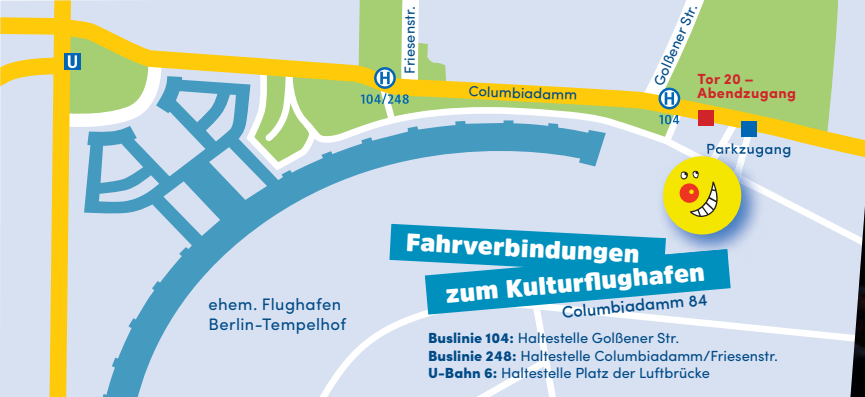 U
H
104/248
Friesenstr.
Columbiadamm
Golßener Str.
H
104
Tor 20 –
Abendzugang
Parkzugang
Fahrverbindungen
zum Kulturflughafen
Columbiadamm 84
ehem. Flughafen
Berlin-Tempelhof
Buslinie 104: Haltestelle Golßener Str.
Buslinie 248: Haltestelle Columbiadamm/Friesenstr.
U-Bahn 6: Haltestelle Platz der Luftbrücke